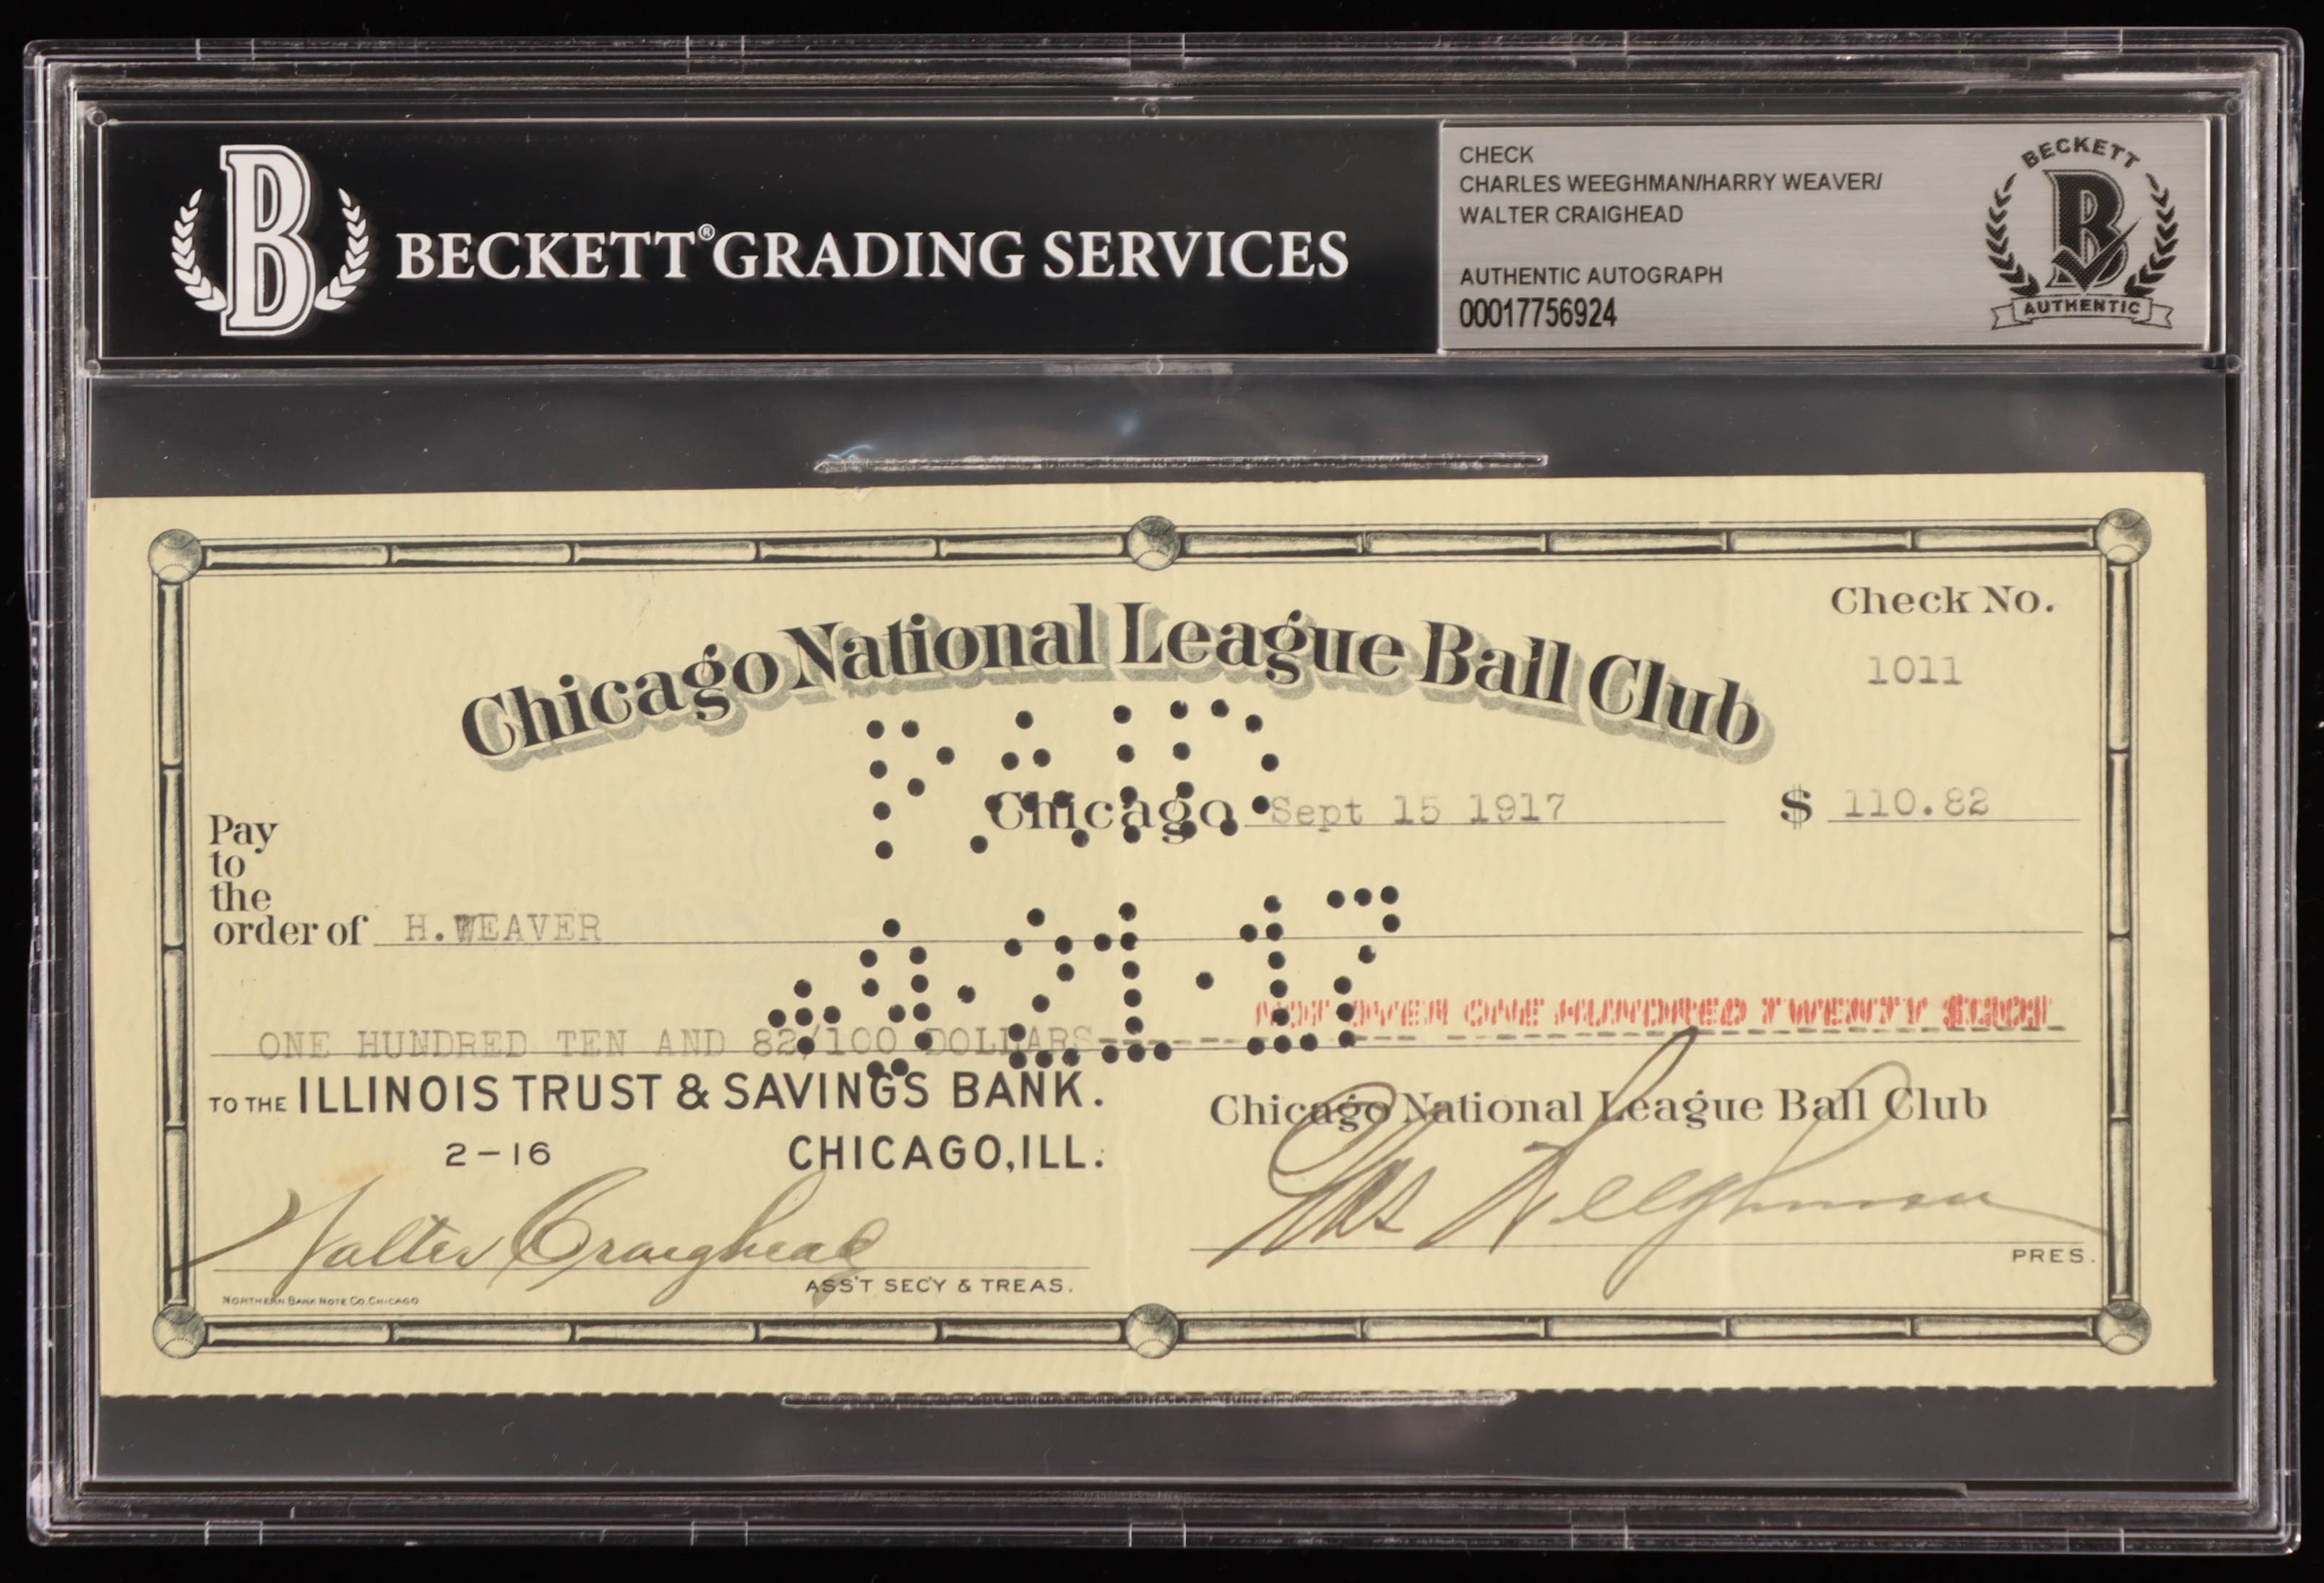 BECKETT® GRADING SERVICES
CHECK
CHARLES WEEGHMAN/HARRY WEAVER/
WALTER CRAIGHEAD
AUTHENTIC AUTOGRAPH
00017756924
BECKETT
AUTHENTIC
Check No.
Chicago National League Ball Club
1011
PAID
Chicago, Sept 15 1917 $ 110.82
Pay
to
the
order of H.WEAVER
NOT OVER ONE HUNDRED TWENTY
ONE HUNDRED TEN AND 82/100 DOLLARS
TO THE ILLINOIS TRUST & SAVINGS BANK.
Chicago National League Ball Club
2-16 CHICAGO, ILL.
Walter Craighead
Chas Weeghman
PRES.
ASS'T SEC'Y & TREAS.
NORTHERN BANK NOTE CO. CHICAGO